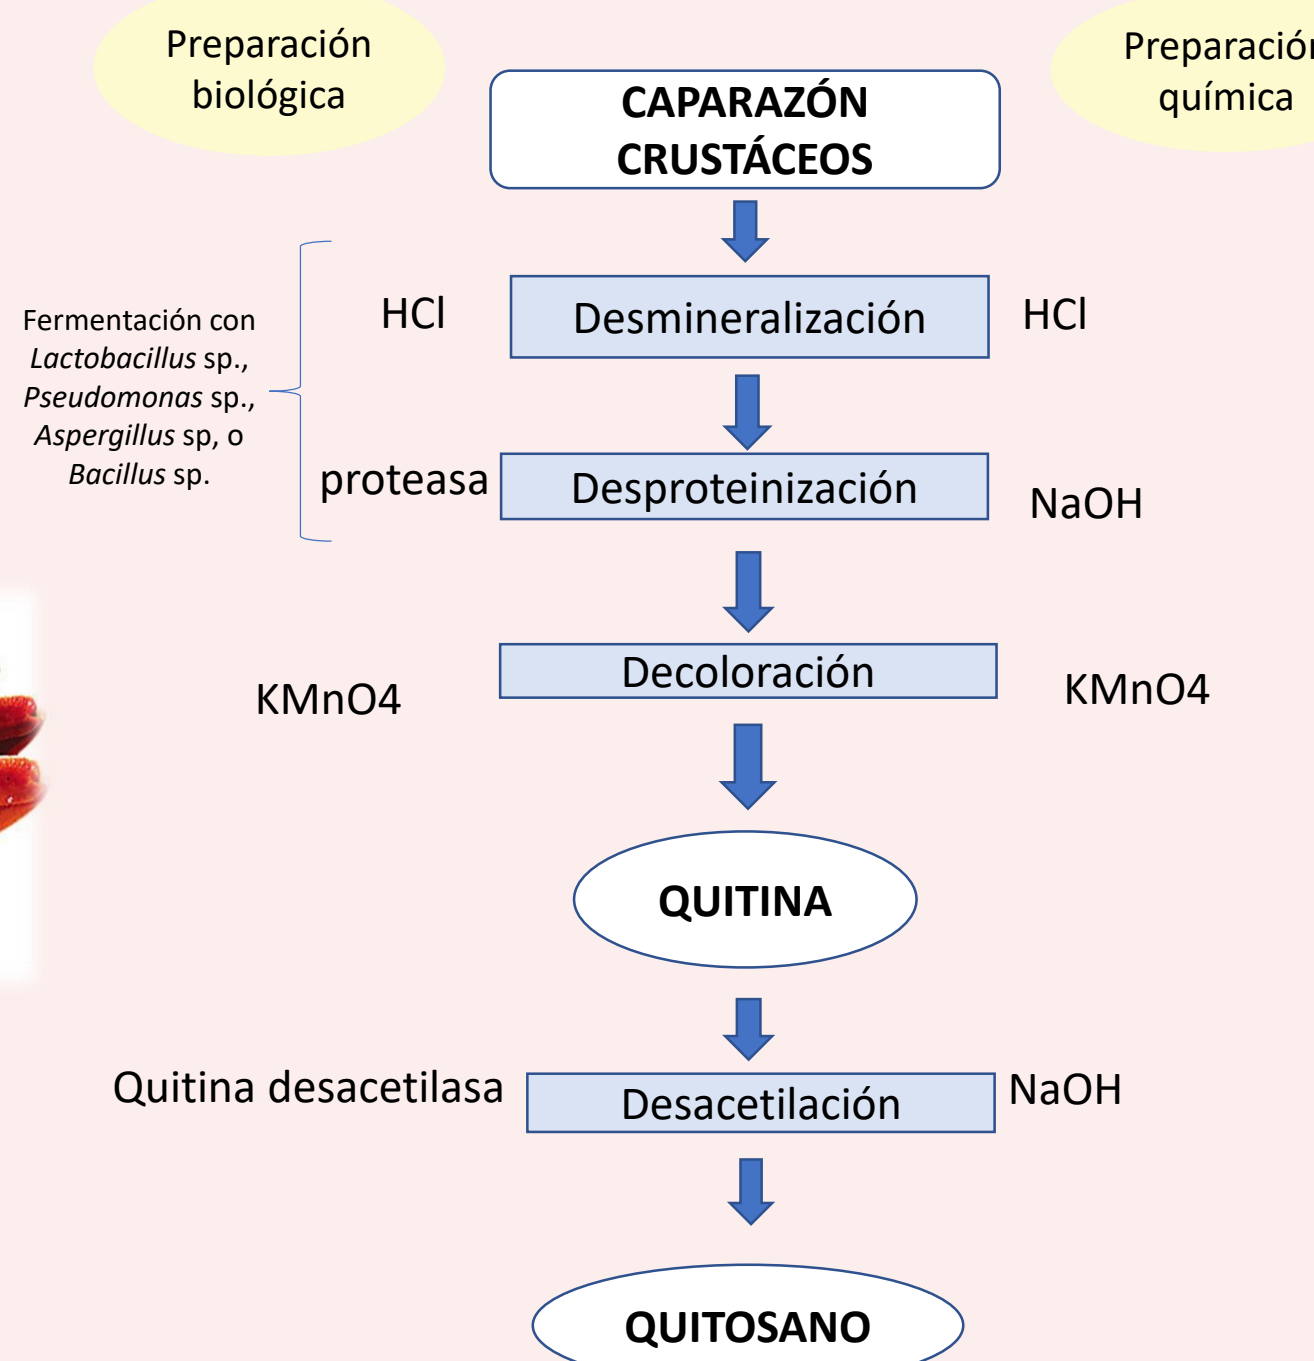 Preparación
biológica
Preparación
química
CAPARAZÓN
CRUSTÁCEOS
Fermentación con
Lactobacillus sp.,
Pseudomonas sp.,
Aspergillus sp, o
Bacillus sp.
HCl
Desmineralización
HCl
proteasa
Desproteinización
NaOH
KMnO4
Decoloración
KMnO4
QUITINA
Quitina desacetilasa
Desacetilación
NaOH
QUITOSANO